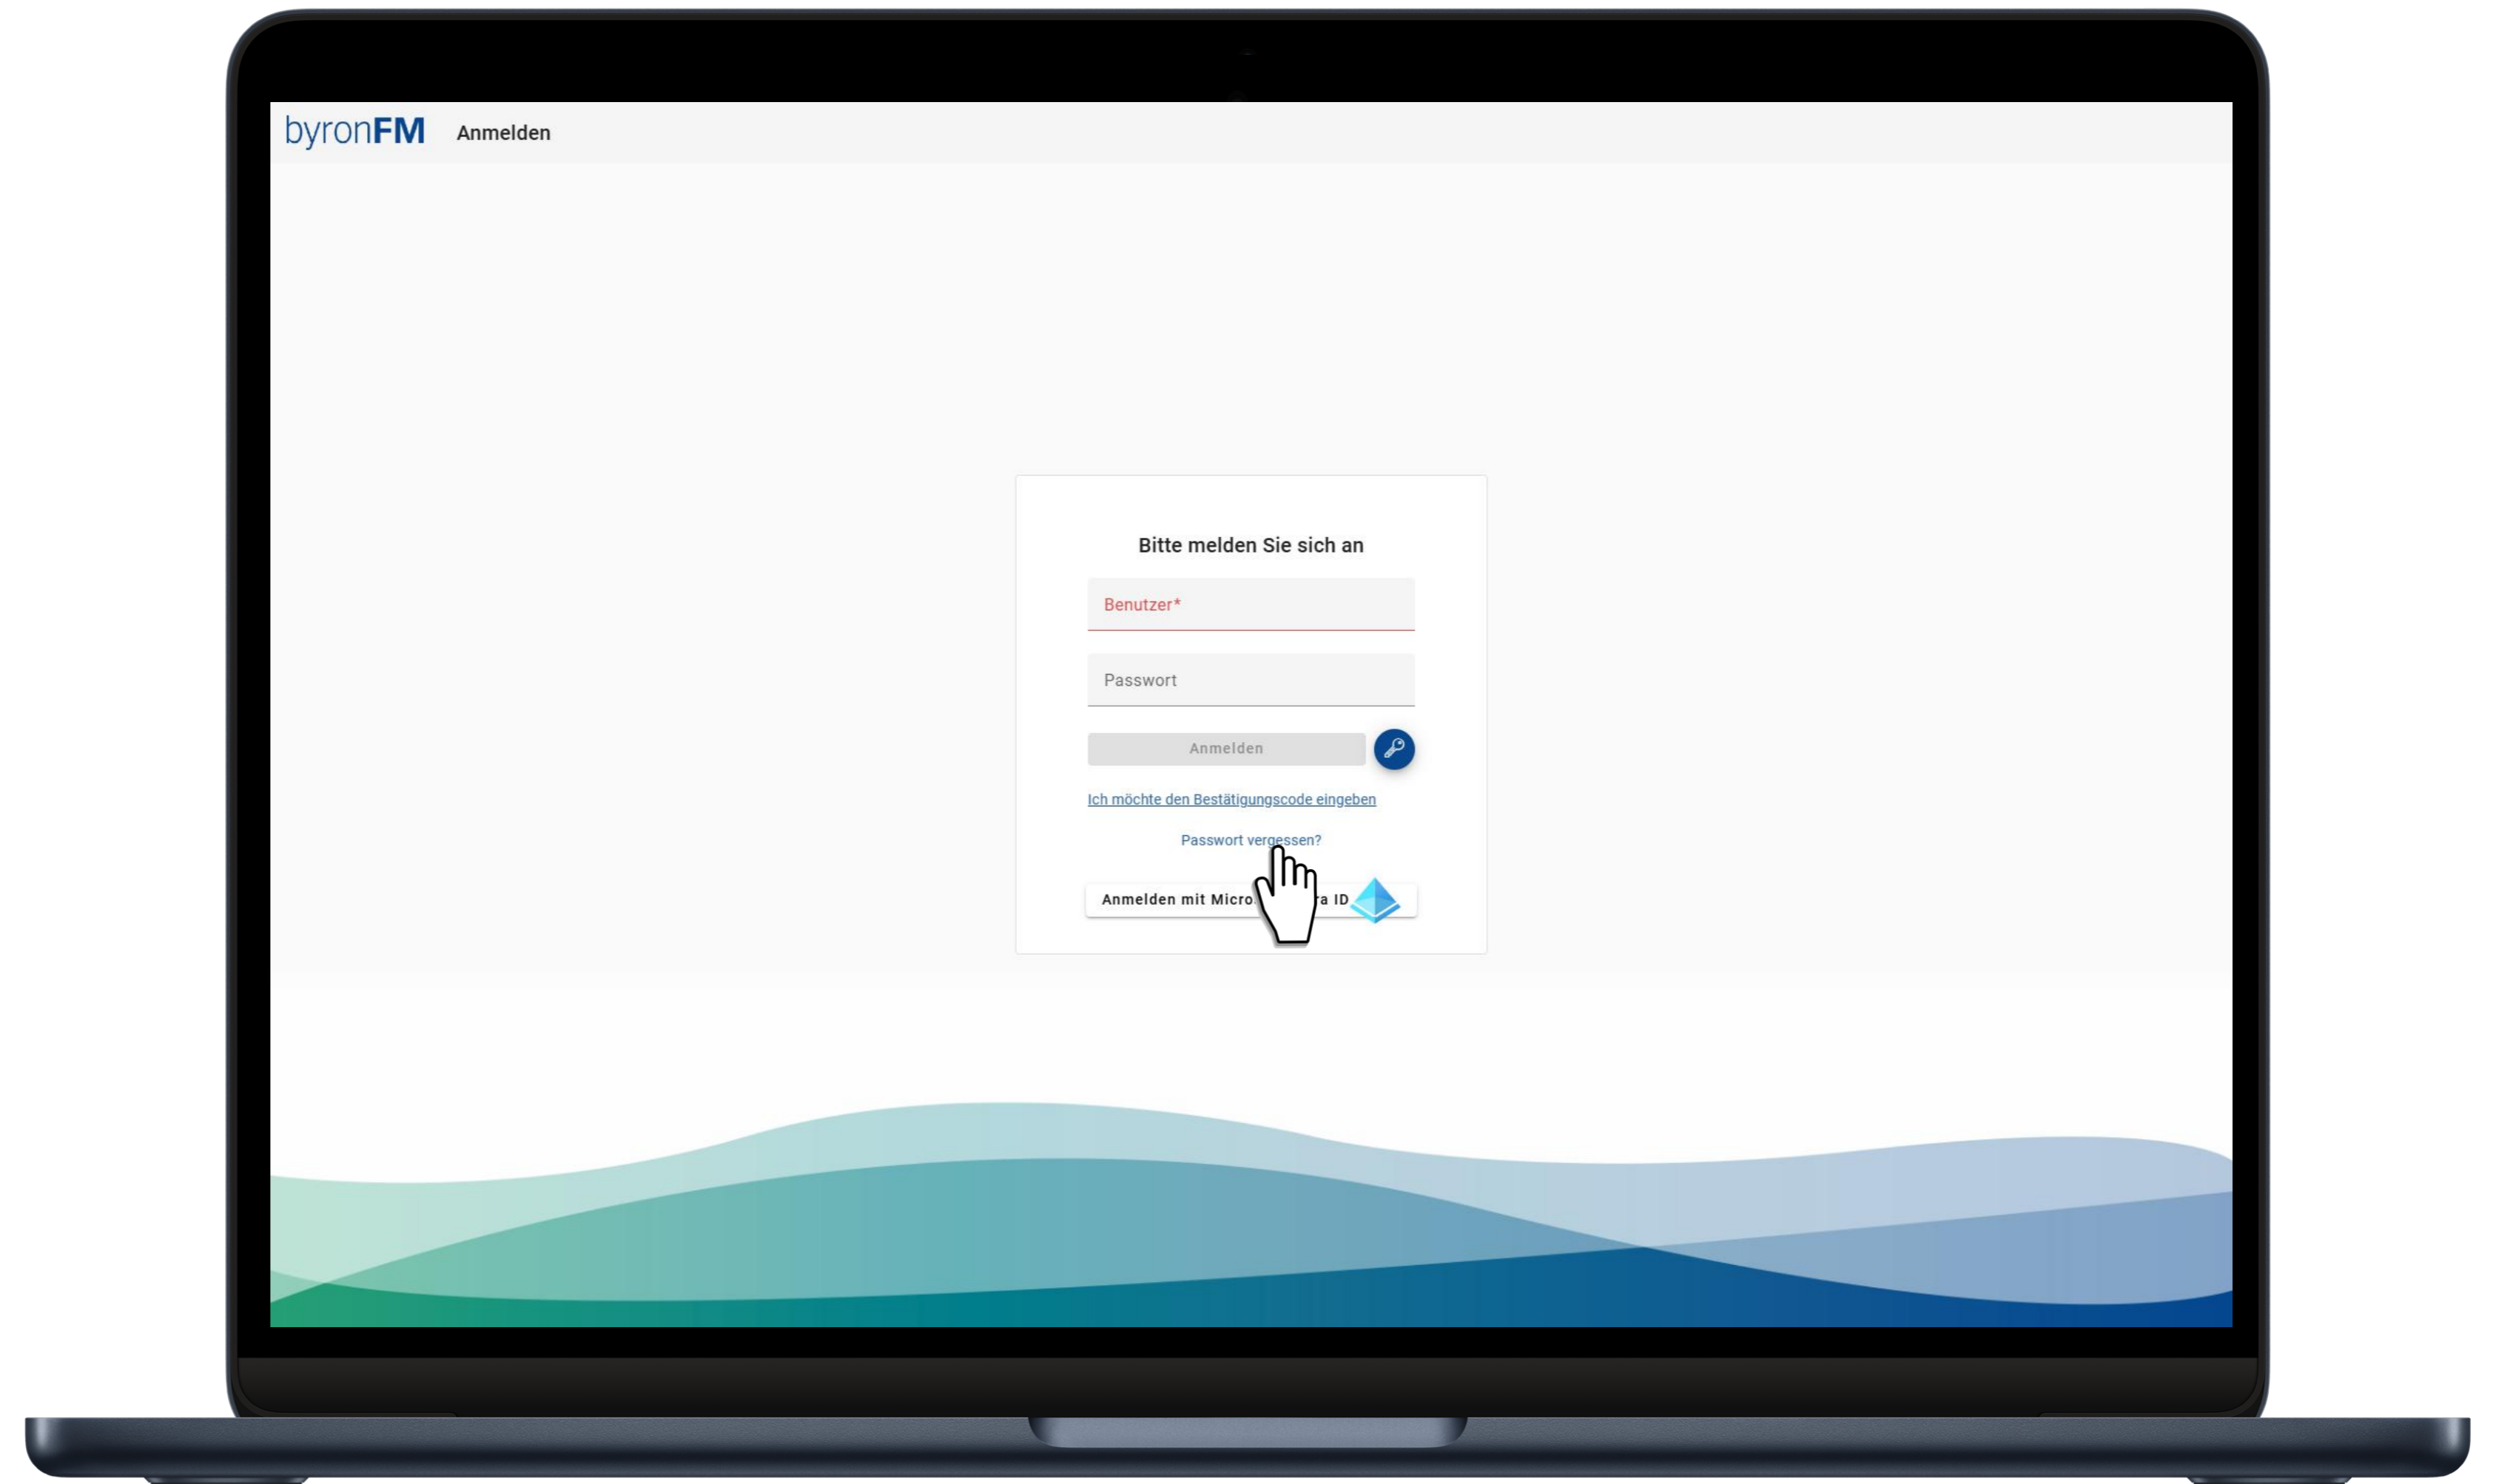 byronFM Anmelden
Bitte melden Sie sich an
Benutzer*
Passwort
Anmelden
Ich möchte den Bestätigungscode eingeben
Passwort vergessen?
Anmelden mit ID